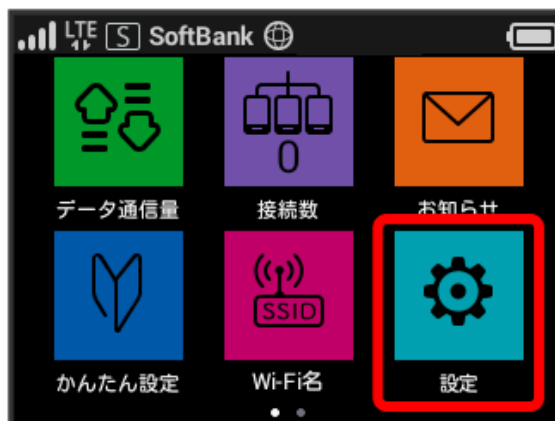 LTE S SoftBank
0
データ通信量 接続数 お知らせ
SSID
かんたん設定 Wi-Fi名 設定